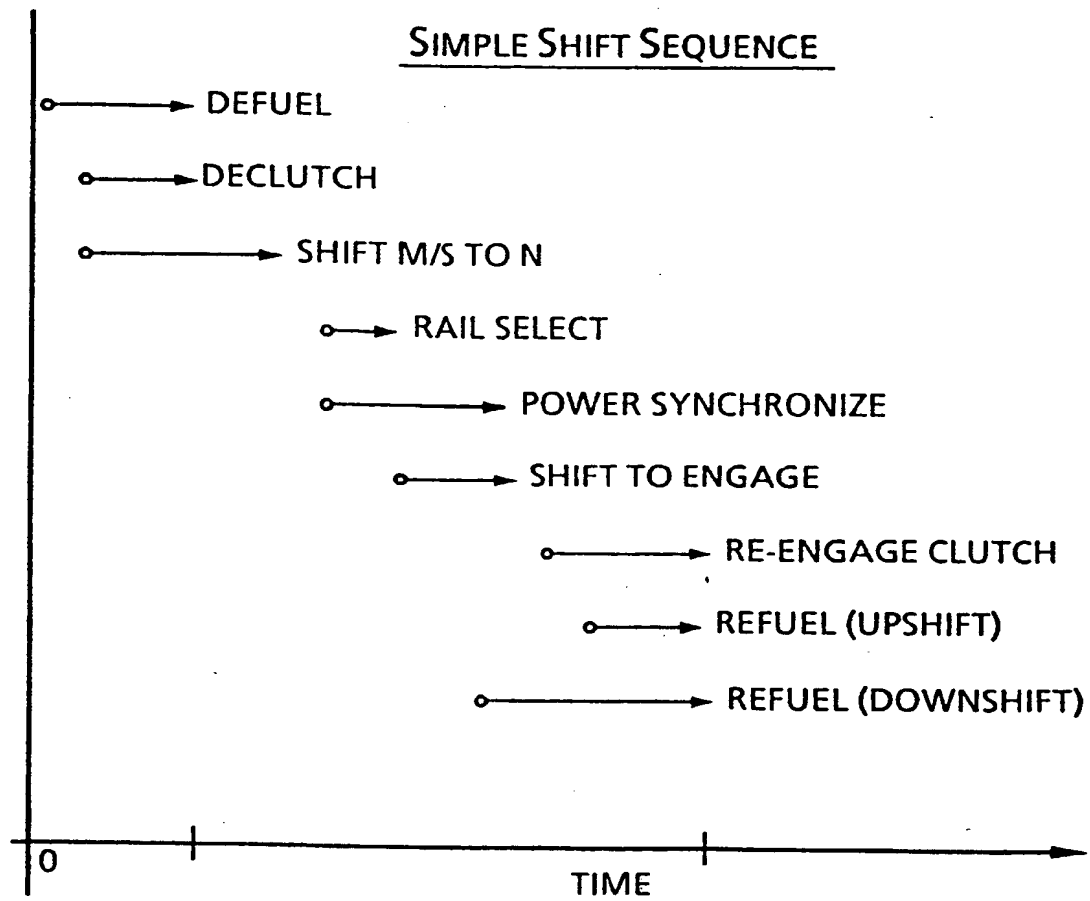 SIMPLE SHIFT SEQUENCE
DEFUEL
DECLUTCH
SHIFT M/S TO N
RAIL SELECT
POWER SYNCHRONIZE
SHIFT TO ENGAGE
RE-ENGAGE CLUTCH
REFUEL (UPSHIFT)
REFUEL (DOWNSHIFT)
0
TIME